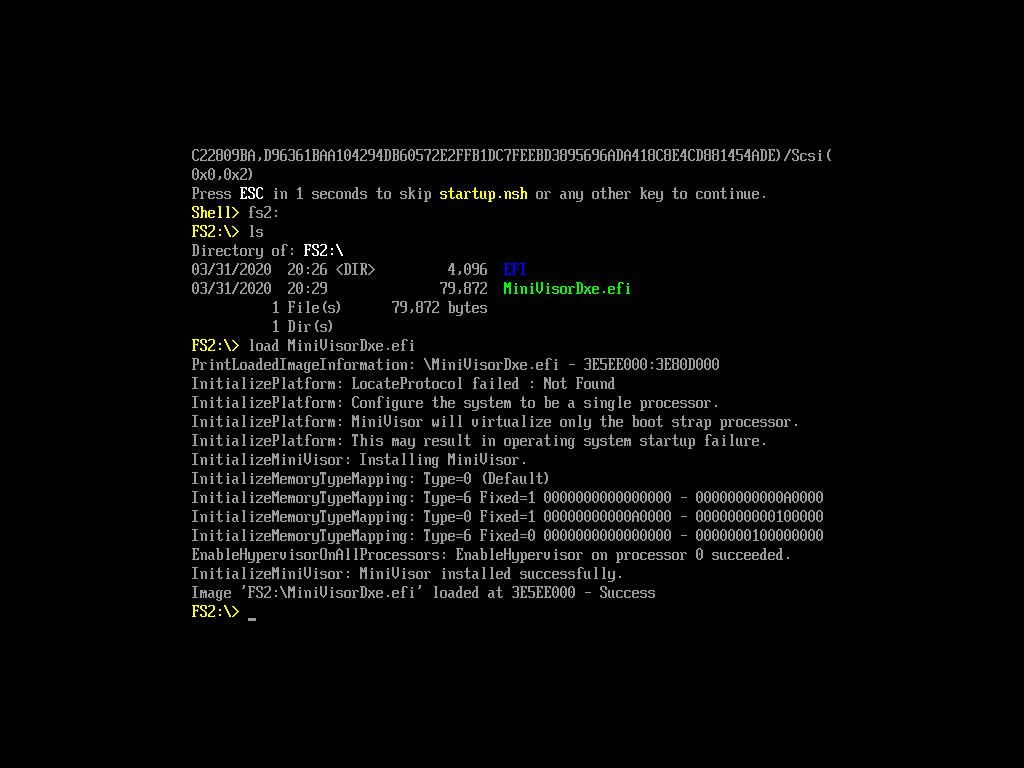 C22809BA,D96361BAA104294DB60572E2FFB1DC7FEEBD3895696ADA418C8E4CD881454ADE)/Scsi(
0x0,0x2)
Press ESC in 1 seconds to skip startup.nsh or any other key to continue.
Shell> fs2:
FS2:\> ls
Directory of: FS2:\
03/31/2020  20:26 <DIR>         4,096  EFI
03/31/2020  20:29              79,872  MiniVisorDxe.efi
          1 File(s)      79,872 bytes
          1 Dir(s)
FS2:\> load MiniVisorDxe.efi
PrintLoadedImageInformation: \MiniVisorDxe.efi - 3E5EE000:3E80D000
InitializePlatform: LocateProtocol failed : Not Found
InitializePlatform: Configure the system to be a single processor.
InitializePlatform: MiniVisor will virtualize only the boot strap processor.
InitializePlatform: This may result in operating system startup failure.
InitializeMiniVisor: Installing MiniVisor.
InitializeMemoryTypeMapping: Type=0 (Default)
InitializeMemoryTypeMapping: Type=6 Fixed=1 0000000000000000 - 00000000000A0000
InitializeMemoryTypeMapping: Type=0 Fixed=1 00000000000A0000 - 0000000000100000
InitializeMemoryTypeMapping: Type=6 Fixed=0 0000000000000000 - 0000000100000000
EnableHypervisorOnAllProcessors: EnableHypervisor on processor 0 succeeded.
InitializeMiniVisor: MiniVisor installed successfully.
Image 'FS2:\MiniVisorDxe.efi' loaded at 3E5EE000 - Success
FS2:\> _